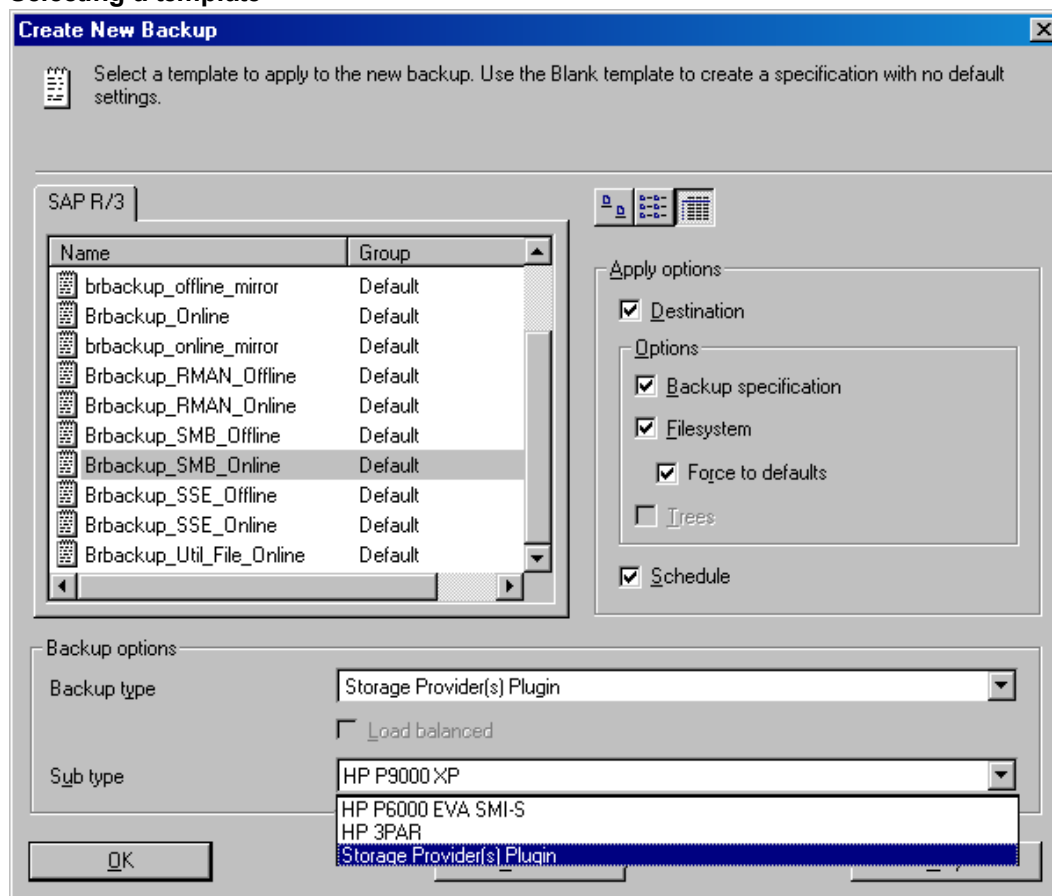 Selecting a template
Create New Backup
Select a template to apply to the new backup. Use the Blank template to create a specification with no default
settings.
SAP R/3
Name Group
brbackup_offline_mirror Default
Brbackup_Online Default
brbackup_online_mirror Default
Brbackup_RMAN_Offline Default
Brbackup_RMAN_Online Default
Brbackup_SMB_Offline Default
Brbackup_SMB_Online Default
Brbackup_SSE_Offline Default
Brbackup_SSE_Online Default
Brbackup_Util_File_Online Default
Apply options
Destination
Options
Backup specification
Filesystem
Force to defaults
Trees
Schedule
Backup options
Backup type Storage Provider(s) Plugin
Load balanced
Sub type HP P9000 XP
HP P6000 EVA SMI-S
HP 3PAR
Storage Provider(s) Plugin
OK